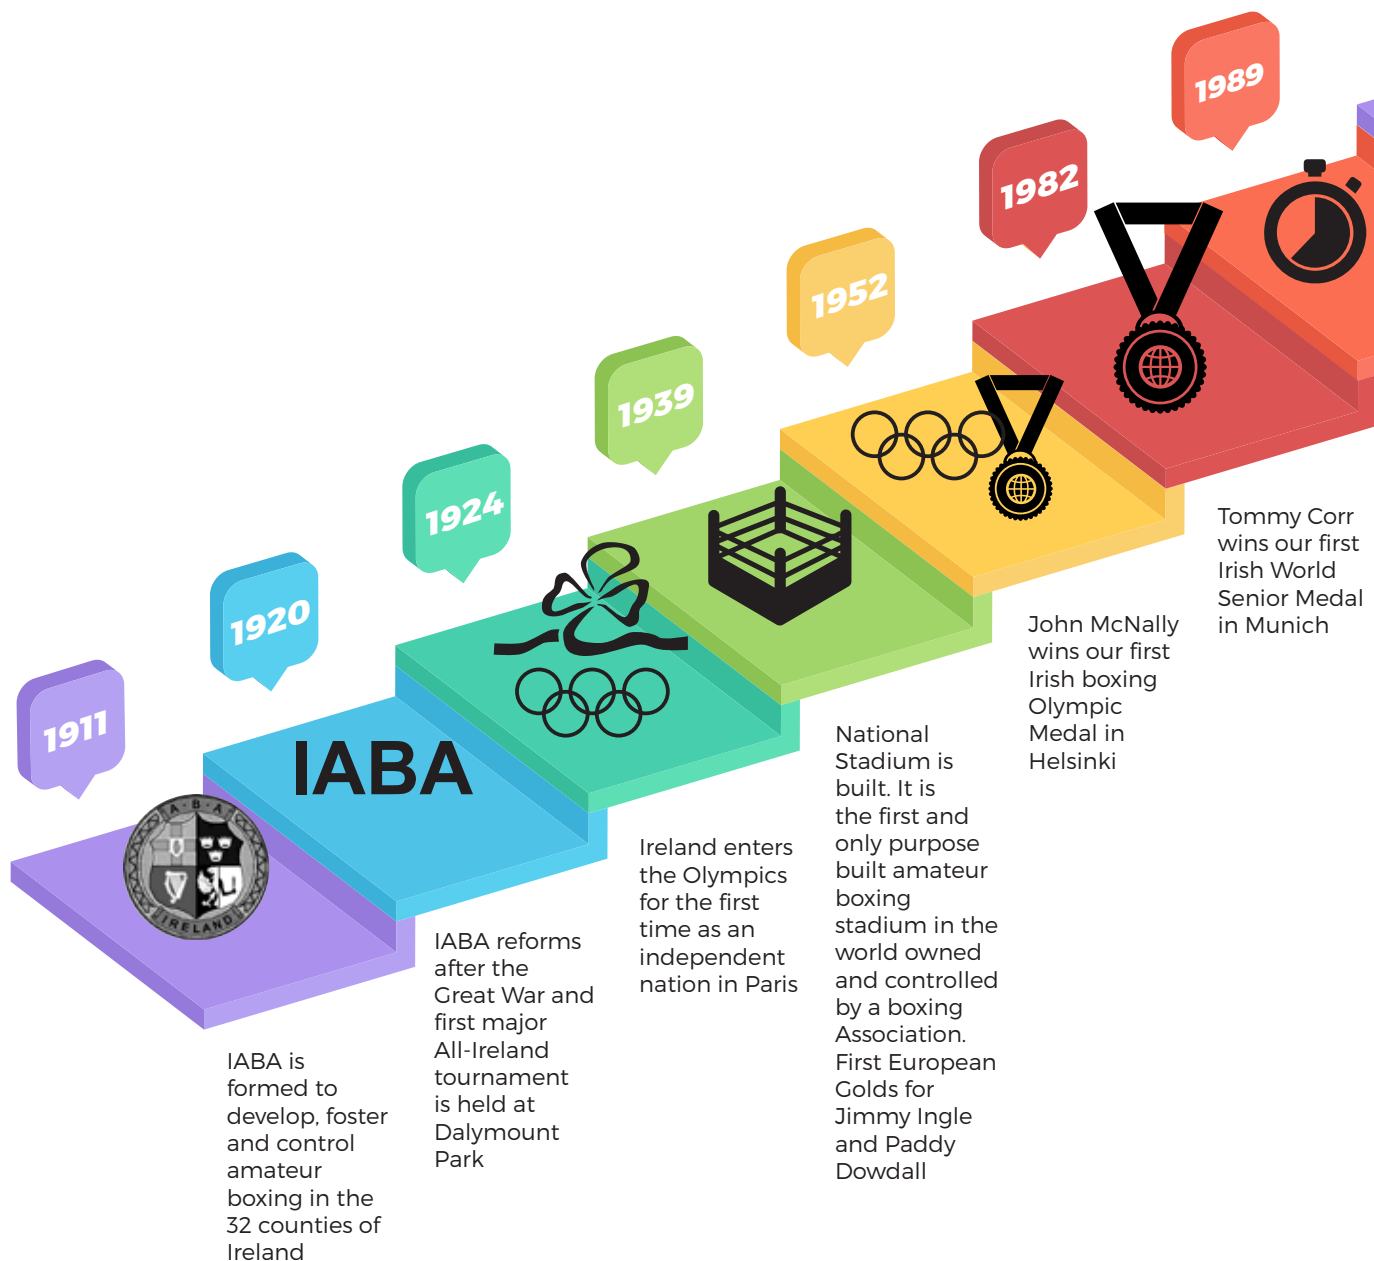 1911
A·B·A
IRELAND
IABA is
formed to
develop, foster
and control
amateur
boxing in the
32 counties of
Ireland
1920
IABA
IABA reforms
after the
Great War and
first major
All-Ireland
tournament
is held at
Dalymount
Park
1924
Ireland enters
the Olympics
for the first
time as an
independent
nation in Paris
1939
National
Stadium is
built. It is
the first and
only purpose
built amateur
boxing
stadium in the
world owned
and controlled
by a boxing
Association.
First European
Golds for
Jimmy Ingle
and Paddy
Dowdall
1952
John McNally
wins our first
Irish boxing
Olympic
Medal in
Helsinki
1982
Tommy Corr
wins our first
Irish World
Senior Medal
in Munich
1989